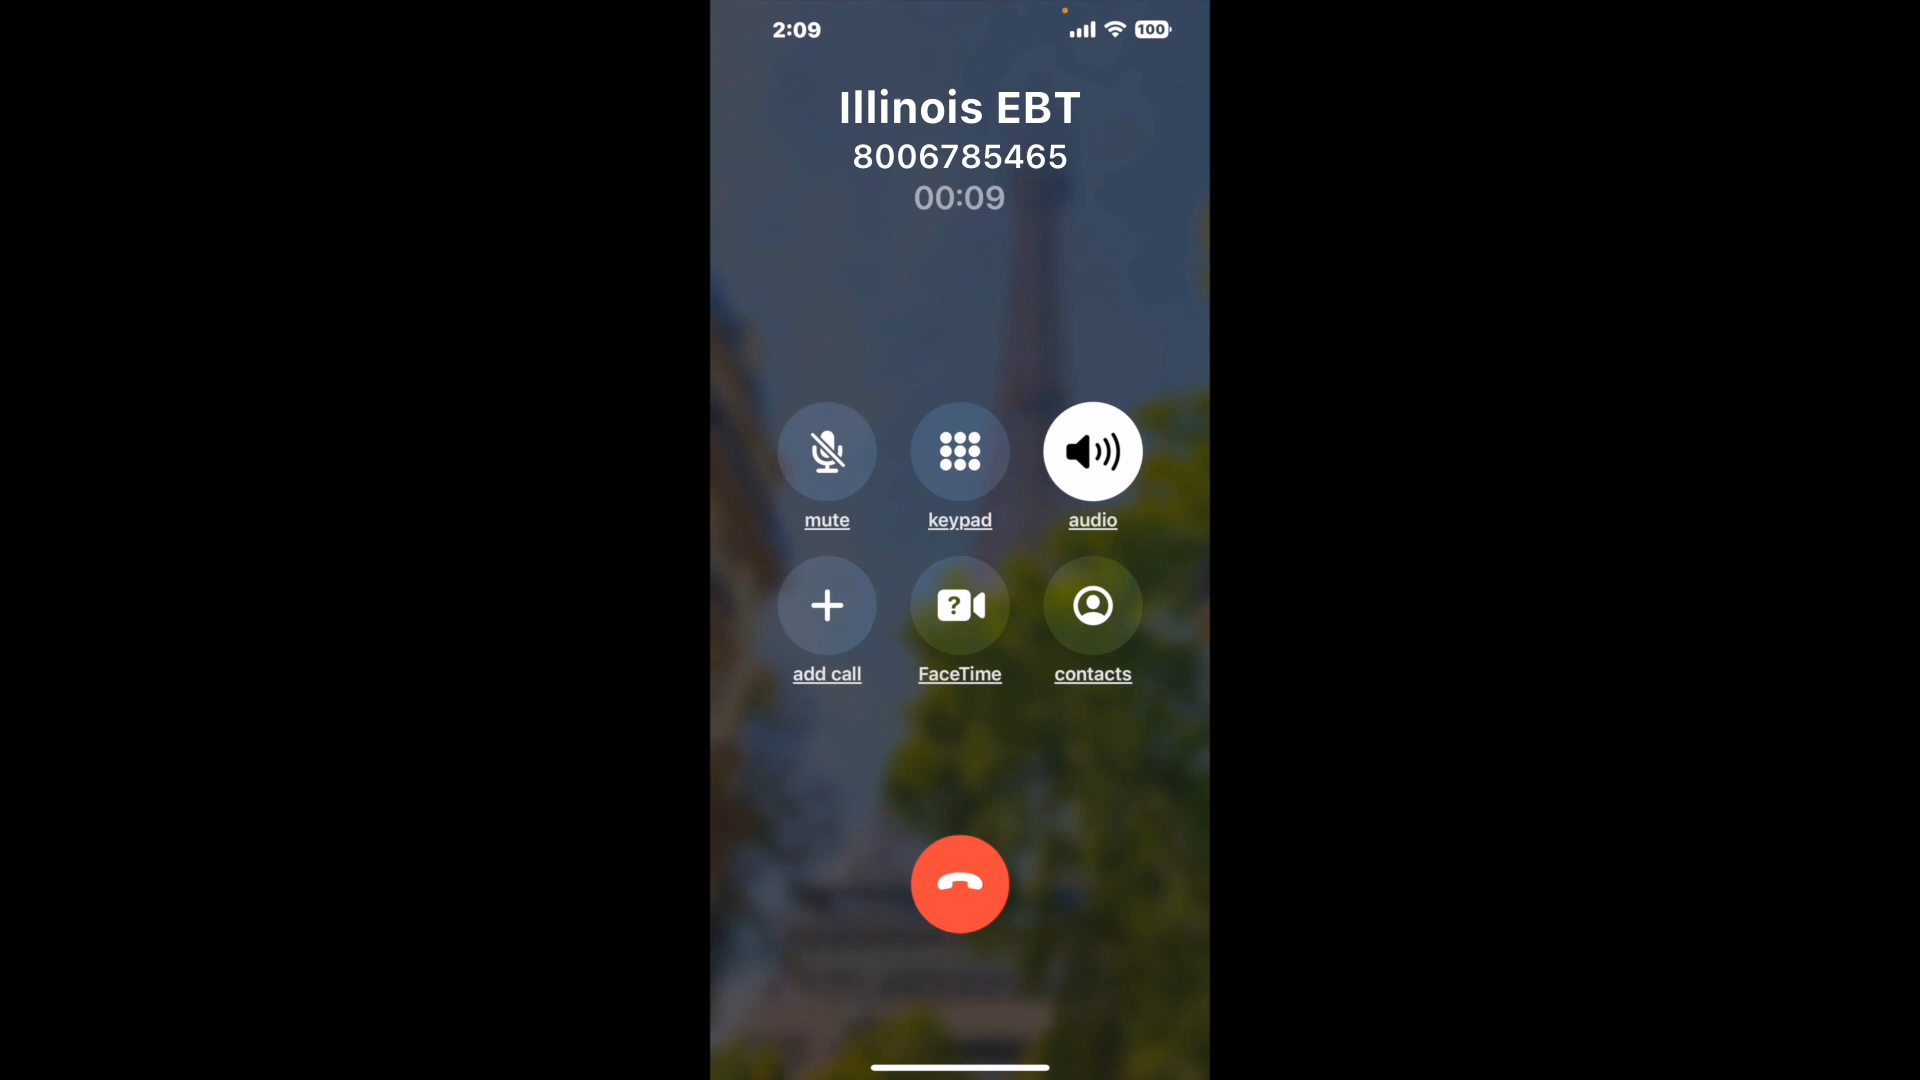 2:09
100
Illinois EBT
8006785465
00:09
mute
keypad
audio
?
add call
FaceTime
contacts